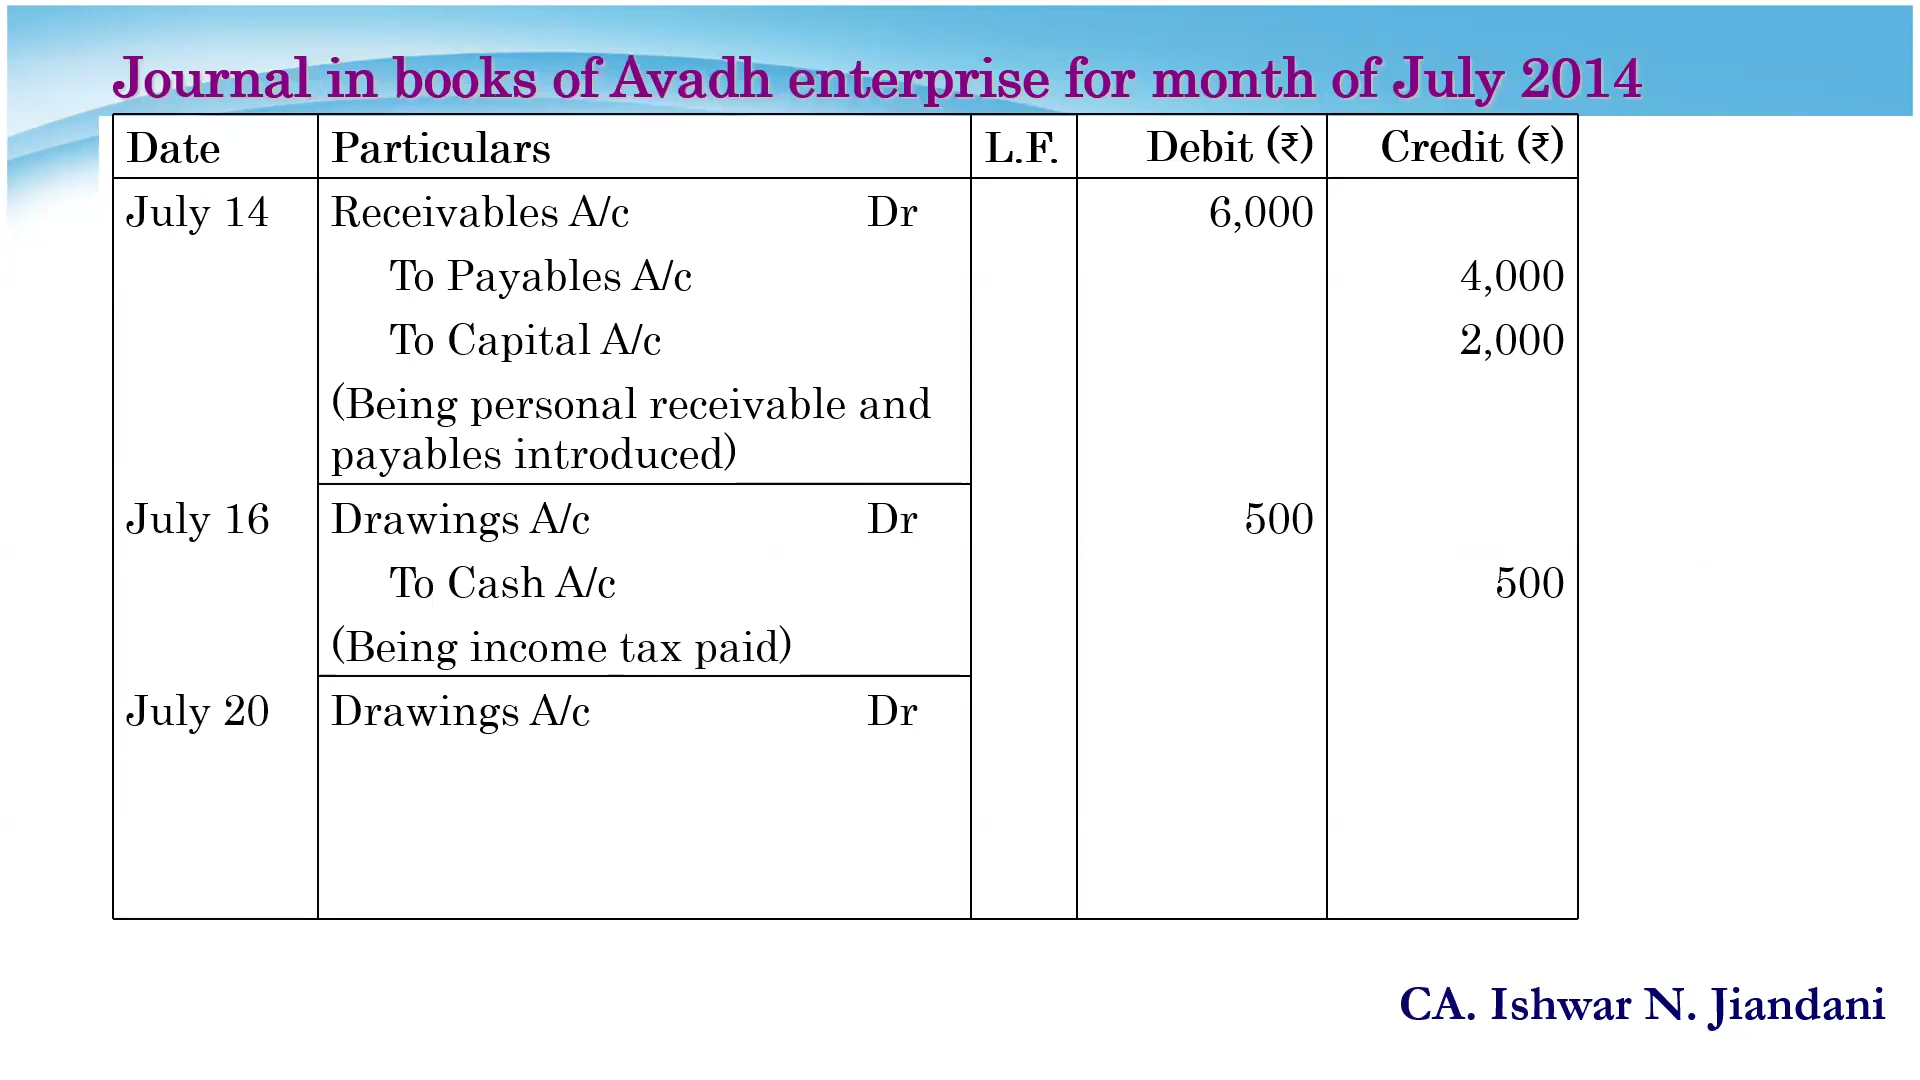 Journal in books of Avadh enterprise for month of July 2014
Date Particulars L.F. Debit (₹) Credit (₹)
July 14 Receivables A/c Dr 6,000
To Payables A/c 4,000
To Capital A/c 2,000
(Being personal receivable and
payables introduced)
July 16 Drawings A/c Dr 500
To Cash A/c 500
(Being income tax paid)
July 20 Drawings A/c Dr
CA. Ishwar N. Jiandani